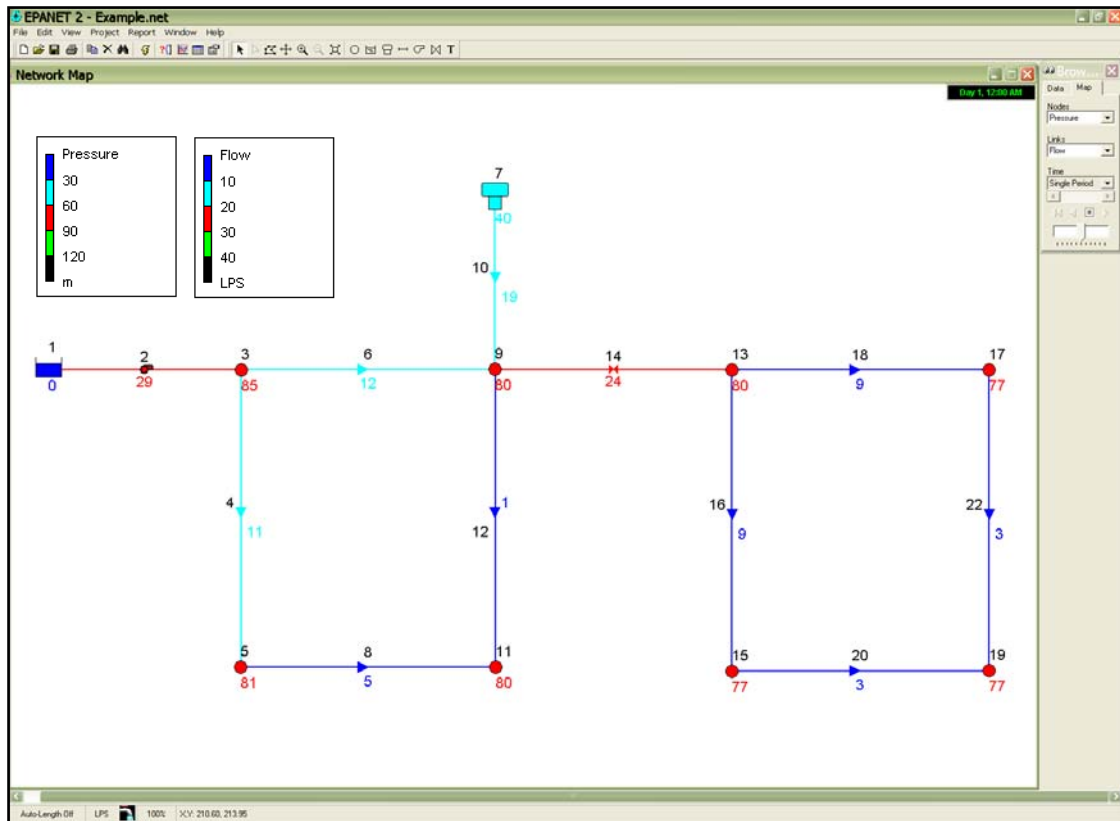 EPANET 2 - Example.net
File Edit View Project Report Window Help
T
Network Map
Day 1, 12:00 AM
Brow...
Data Map
Nodes
Pressure
Links
Flow
Time
Single Period
Pressure
30
60
90
120
m
Flow
10
20
30
40
LPS
7
40
10
19
1
2
3
6
9
14
13
18
17
0
29
85
12
80
24
80
9
77
4
11
1
12
16
9
22
3
5
8
11
15
20
19
81
5
80
77
3
77
Auto-Length Off LPS 100% X,Y: 210.60, 213.95